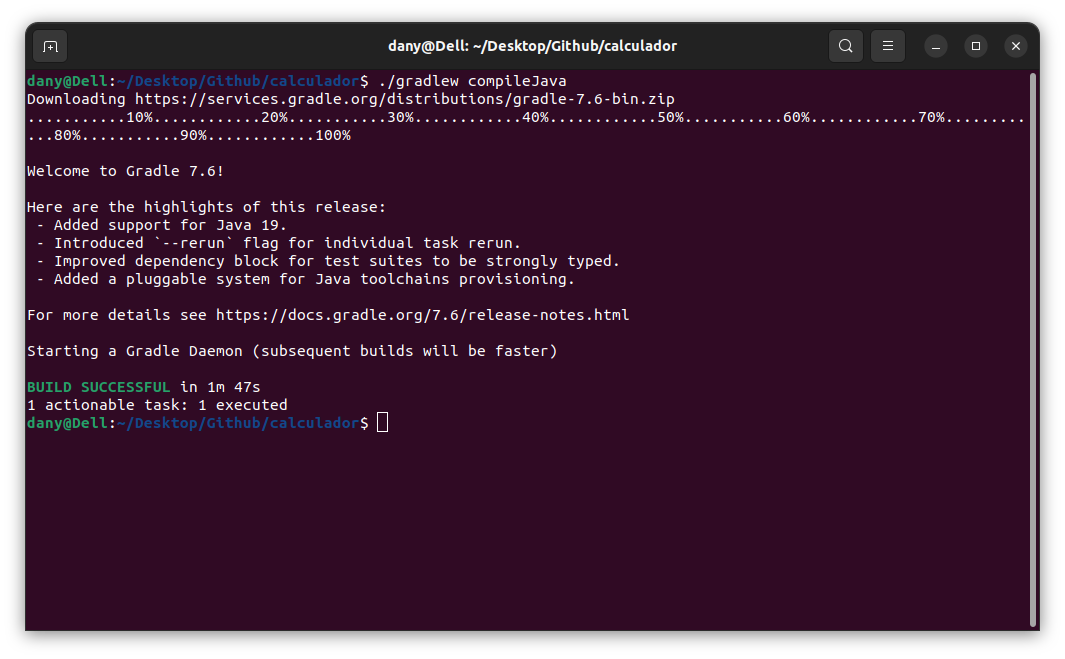 dany@Dell: ~/Desktop/Github/calculador
dany@Dell:~/Desktop/Github/calculador$ ./gradlew compileJava
Downloading https://services.gradle.org/distributions/gradle-7.6-bin.zip
...........10%............20%...........30%............40%............50%...........60%............70%.........
...80%...........90%............100%
Welcome to Gradle 7.6!
Here are the highlights of this release:
- Added support for Java 19.
- Introduced `--rerun` flag for individual task rerun.
- Improved dependency block for test suites to be strongly typed.
- Added a pluggable system for Java toolchains provisioning.
For more details see https://docs.gradle.org/7.6/release-notes.html
Starting a Gradle Daemon (subsequent builds will be faster)
BUILD SUCCESSFUL in 1m 47s
1 actionable task: 1 executed
dany@Dell:~/Desktop/Github/calculador$